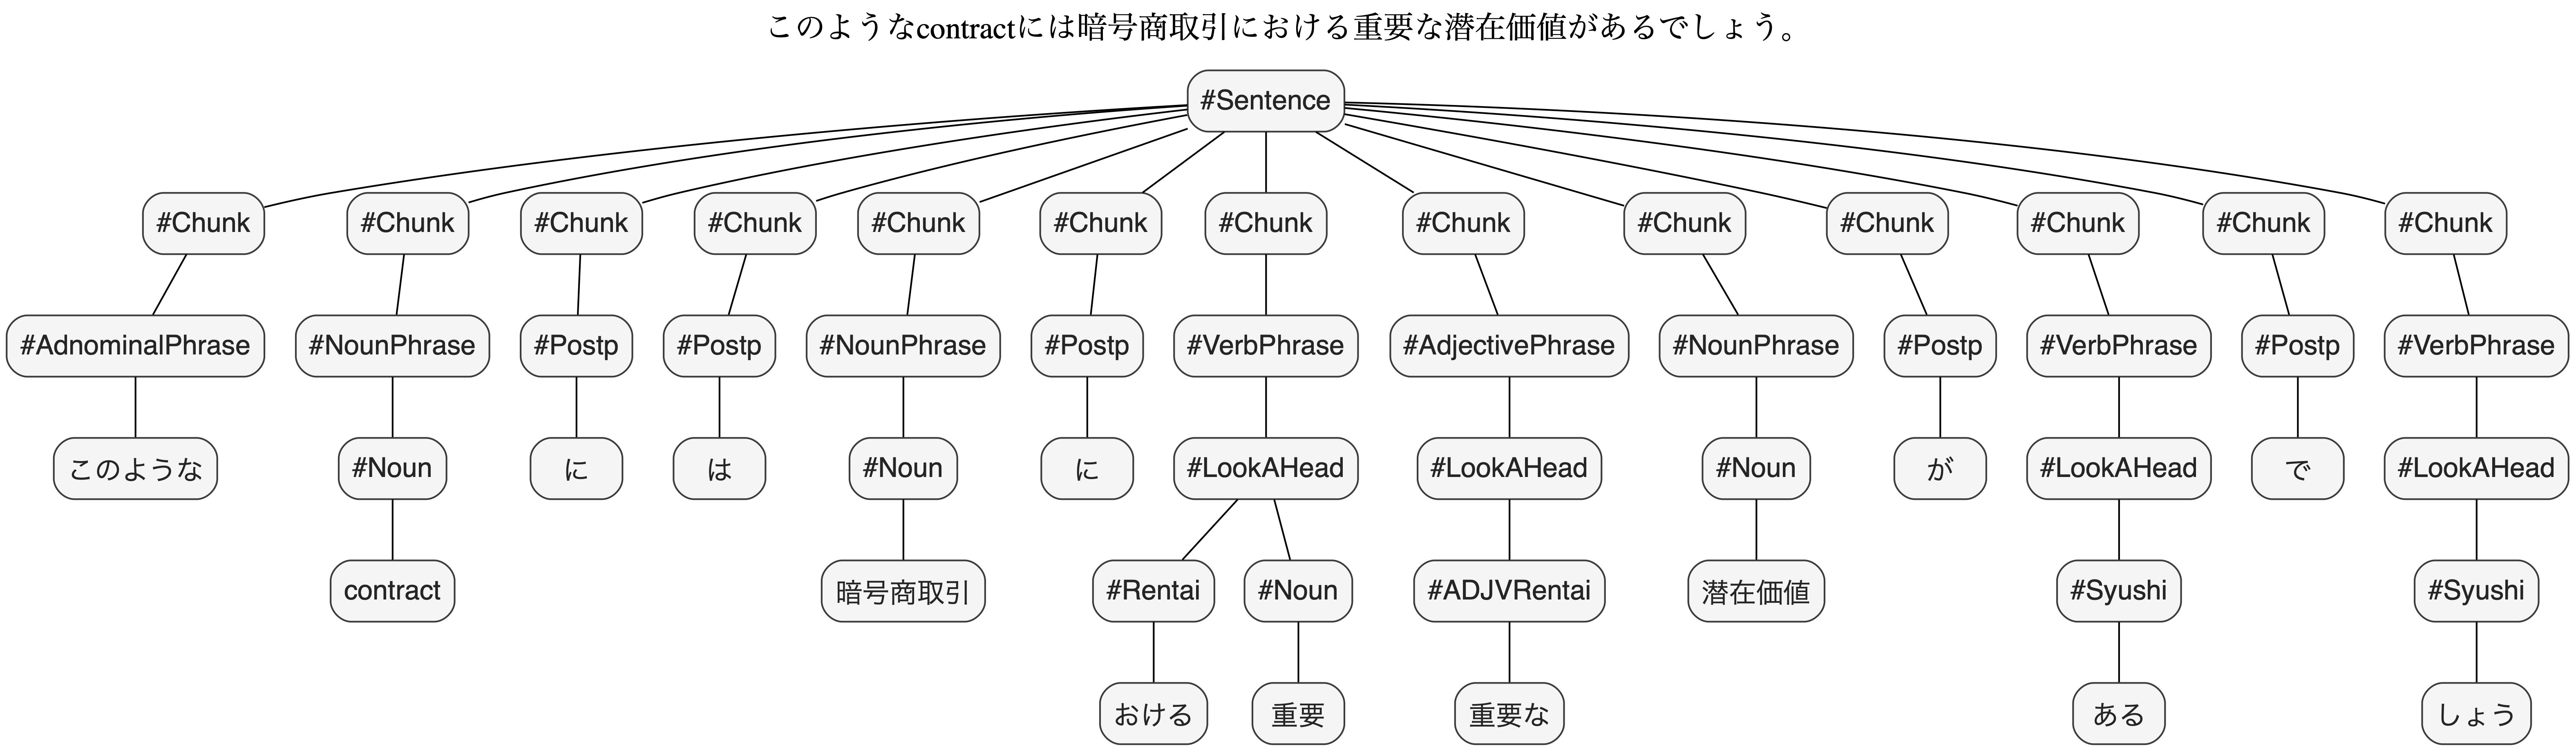 このようなcontractには暗号商取引における重要な潜在価値があるでしょう。
#Sentence
#Chunk #Chunk #Chunk #Chunk #Chunk #Chunk #Chunk #Chunk #Chunk #Chunk #Chunk #Chunk #Chunk
#AdnominalPhrase #NounPhrase #Postp #Postp #NounPhrase #Postp #VerbPhrase #AdjectivePhrase #NounPhrase #Postp #VerbPhrase #Postp #VerbPhrase
このような #Noun に は #Noun に #LookAHead #LookAHead #Noun が #LookAHead で #LookAHead
contract 暗号商取引 #Rentai #Noun #ADJVRentai 潜在価値 #Syushi #Syushi
おける 重要 重要な ある しょう